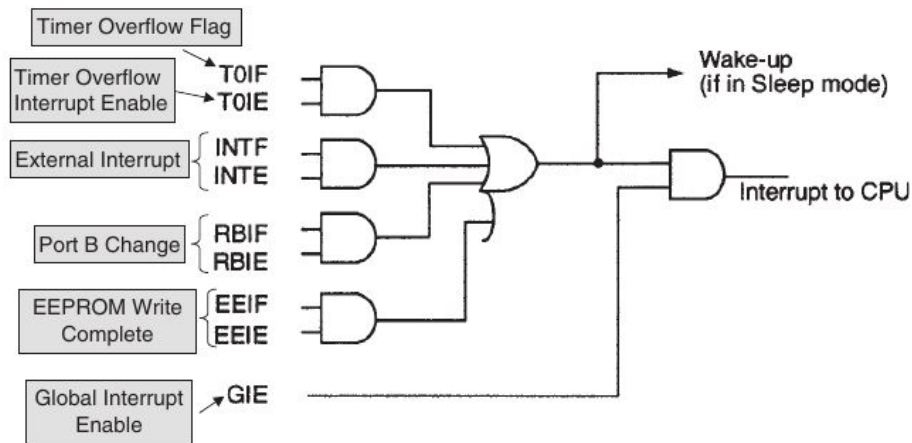 Timer Overflow Flag
T0IF
Timer Overflow
Interrupt Enable
T0IE
External Interrupt
INTF
INTE
Port B Change
RBIF
RBIE
EEPROM Write
Complete
EEIF
EEIE
Global Interrupt
Enable
GIE
Wake-up
(if in Sleep mode)
Interrupt to CPU